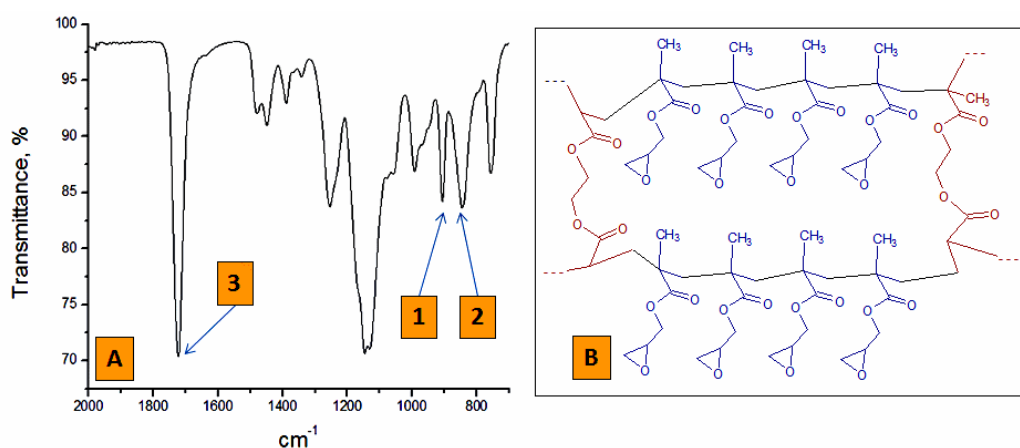 100
95
90
85
80
75
70
Transmittance, %
3
1
2
A
2000 1800 1600 1400 1200 1000 800
cm-1
CH₃ CH₃ CH₃ CH₃
CH₃
O O O O O
O O O O O
O
O
O O O O O
O O
O O
O
CH₃ CH₃ CH₃ CH₃
O O O O
O O O O
O O O O
B